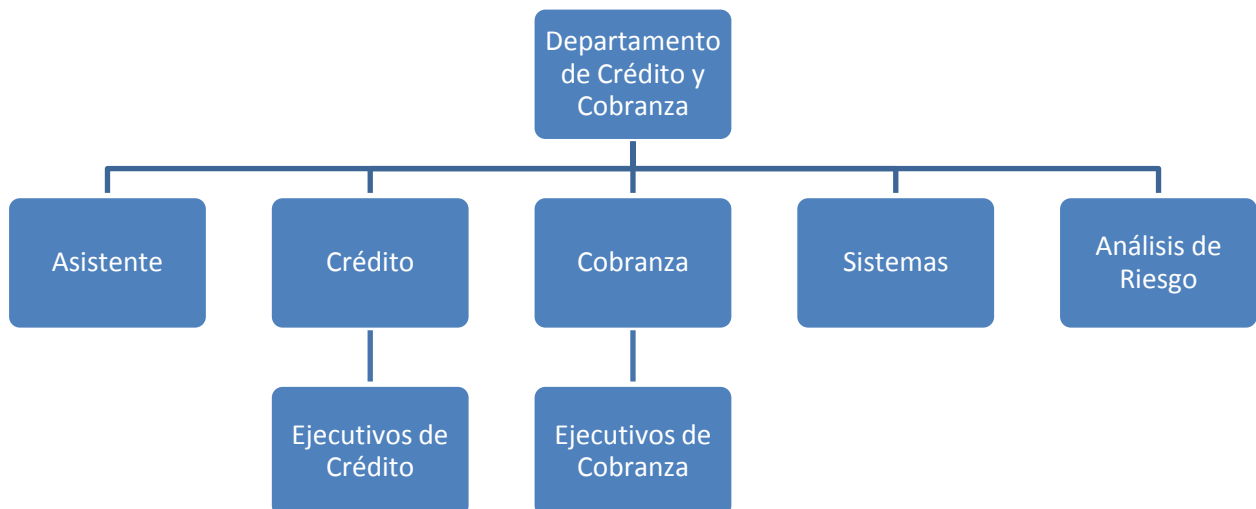 Departamento
de Crédito y
Cobranza
Asistente
Crédito
Cobranza
Sistemas
Análisis de
Riesgo
Ejecutivos de
Crédito
Ejecutivos de
Cobranza